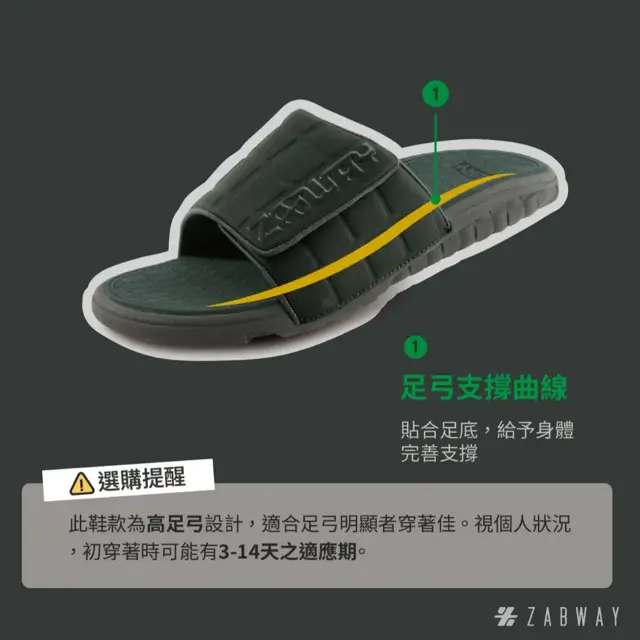 1
ZABWAY
1
足弓支撐曲線
貼合足底，給予身體
完善支撐
選購提醒
此鞋款為高足弓設計，適合足弓明顯者穿著佳。視個人狀況
，初穿著時可能有3-14天之適應期。
ZABWAY